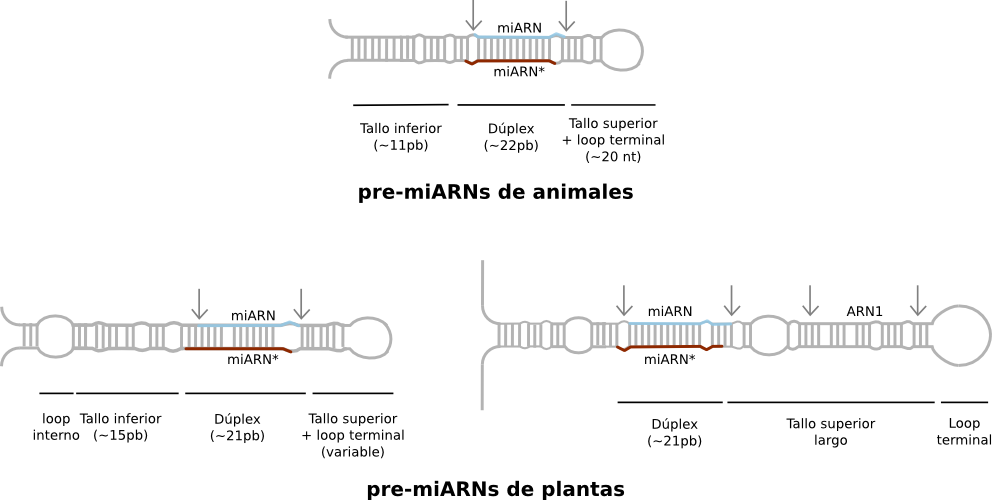 miARN
miARN*
Tallo inferior
(~11pb)
Dúplex
(~22pb)
Tallo superior
+ loop terminal
(~20 nt)
pre-miARNs de animales
miARN
miARN*
loop
interno
Tallo inferior
(~15pb)
Dúplex
(~21pb)
Tallo superior
+ loop terminal
(variable)
miARN
ARN1
miARN*
Dúplex
(~21pb)
Tallo superior
largo
Loop
terminal
pre-miARNs de plantas